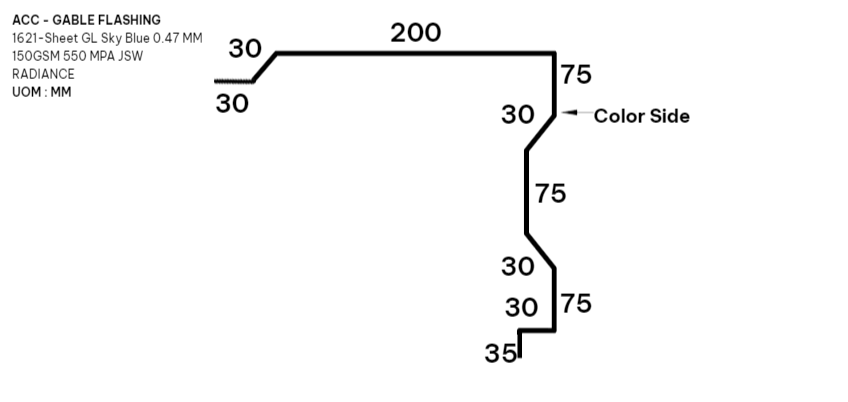 ACC - GABLE FLASHING
1621-Sheet GL Sky Blue 0.47 MM
150GSM 550 MPA JSW
RADIANCE
UOM : MM
200
30
30
75
30
Color Side
75
30
30
75
35